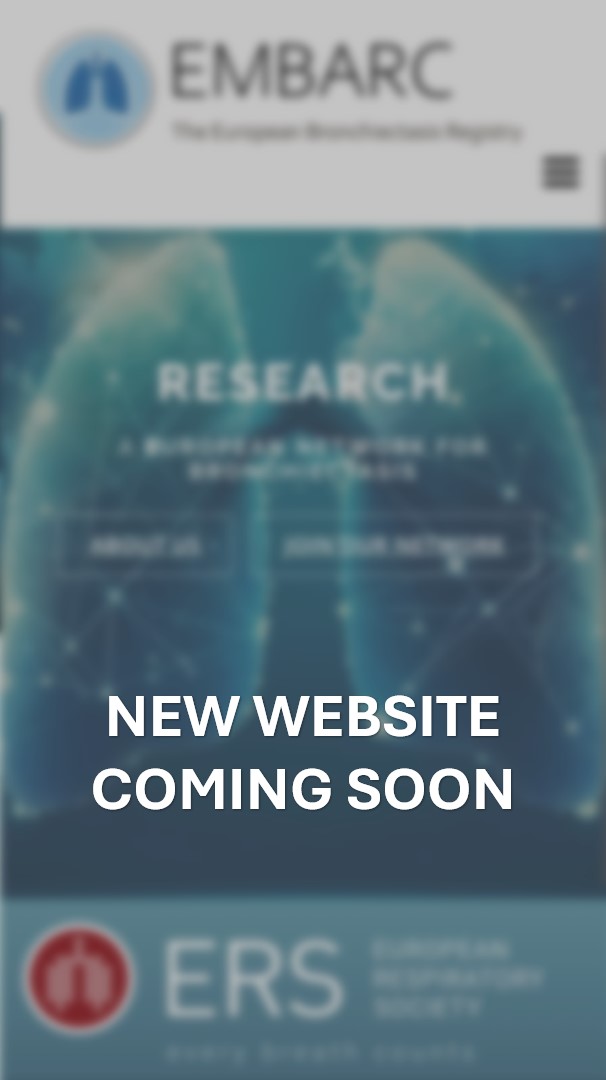 EMBARC
The European Bronchiectasis Registry
RESEARCH.
A EUROPEAN NETWORK FOR
BRONCHIECTASIS
ABOUT US
JOIN OUR NETWORK
NEW WEBSITE
COMING SOON
ERS
EUROPEAN
RESPIRATORY
SOCIETY
every breath counts